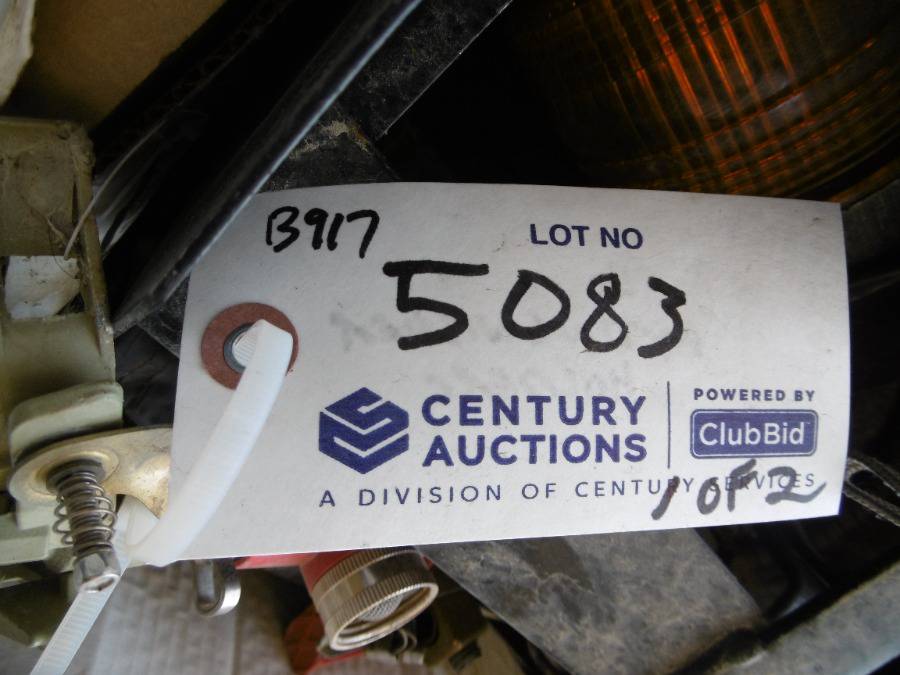 B917
LOT NO
5083
CENTURY AUCTIONS
POWERED BY
ClubBid
A DIVISION OF CENTURY SERVICES
1 OF 2